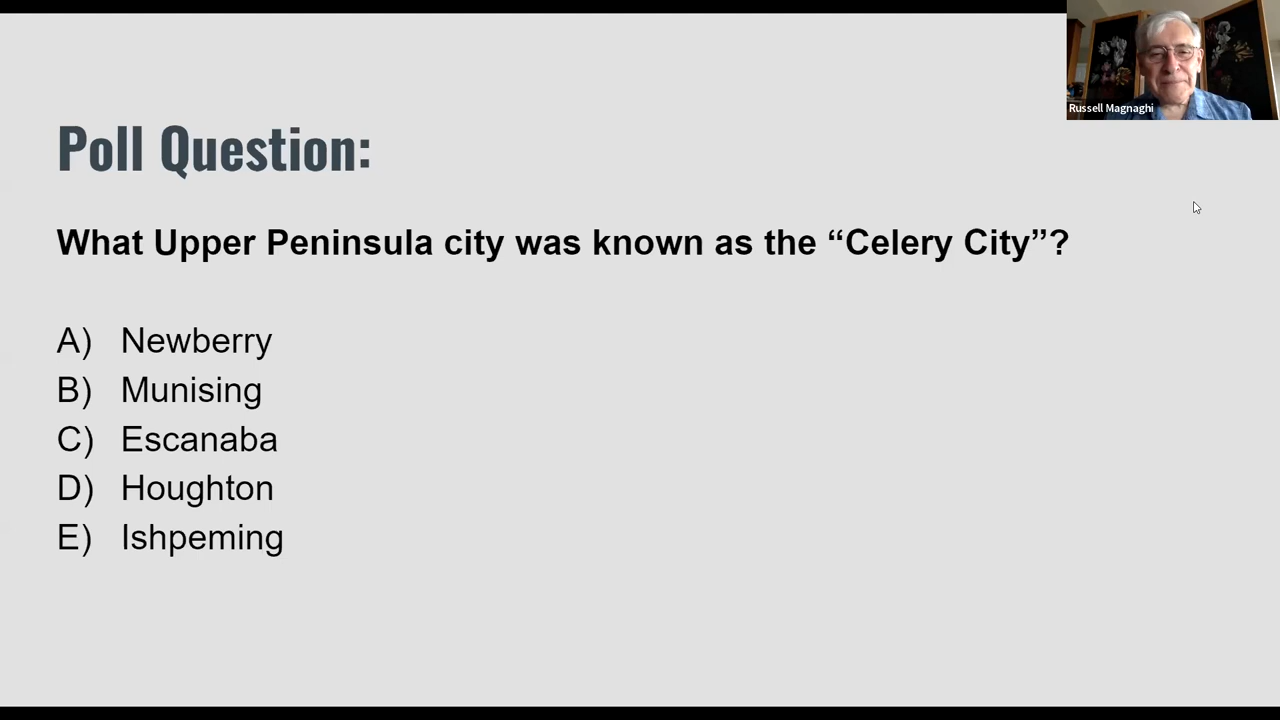 Russell Magnaghi
Poll Question:
What Upper Peninsula city was known as the “Celery City”?
A) Newberry
B) Munising
C) Escanaba
D) Houghton
E) Ishpeming